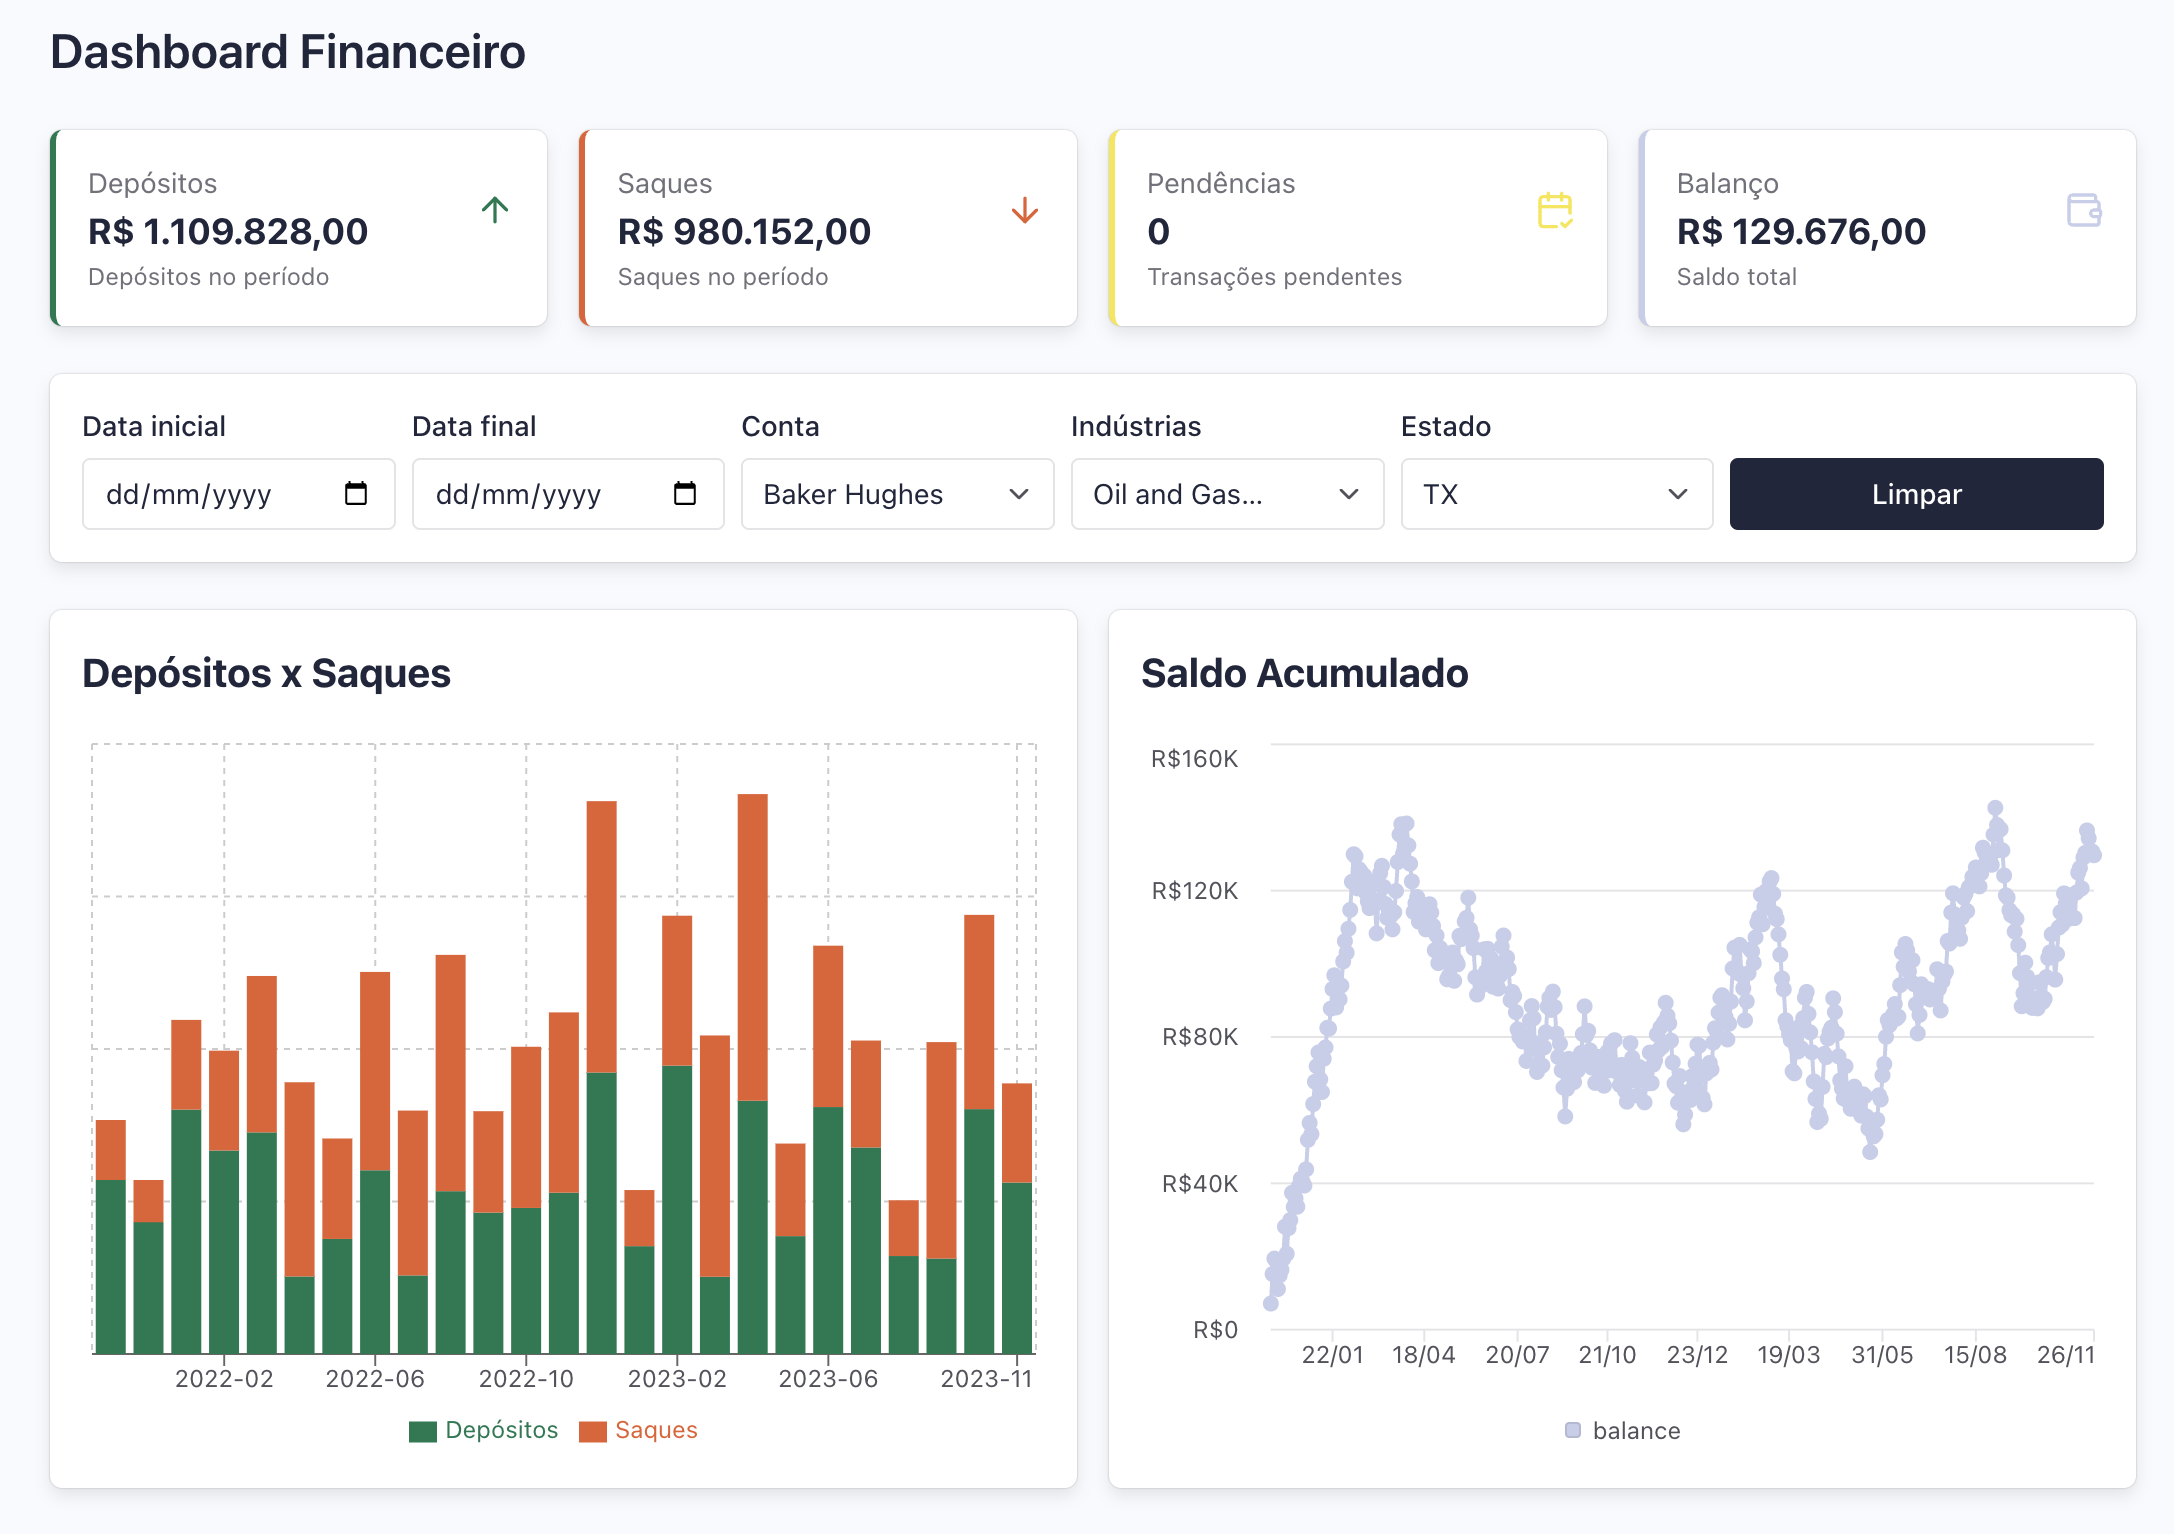 Dashboard Financeiro
Depósitos
R$ 1.109.828,00
Depósitos no período
Saques
R$ 980.152,00
Saques no período
Pendências
0
Transações pendentes
Balanço
R$ 129.676,00
Saldo total
Data inicial
dd/mm/yyyy
Data final
dd/mm/yyyy
Conta
Baker Hughes
Indústrias
Oil and Gas...
Estado
TX
Limpar
Depósitos x Saques
2022-02 2022-06 2022-10 2023-02 2023-06 2023-11
Depósitos Saques
Saldo Acumulado
R$160K
R$120K
R$80K
R$40K
R$0
22/01 18/04 20/07 21/10 23/12 19/03 31/05 15/08 26/11
balance